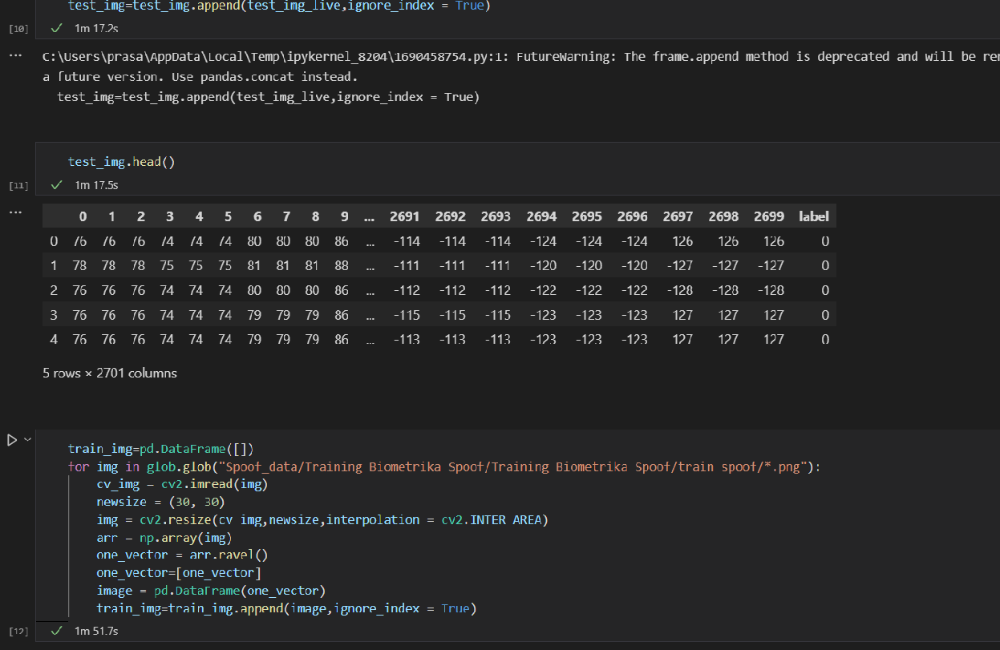 test_img=test_img.append(test_img_live,ignore_index = True)
[10] ✓ 1m 17.2s
... C:\Users\prasa\AppData\Local\Temp\ipykernel_8204\1690458754.py:1: FutureWarning: The frame.append method is deprecated and will be
a future version. Use pandas.concat instead.
test_img=test_img.append(test_img_live,ignore_index = True)
test_img.head()
[11] ✓ 1m 17.5s
...
0 1 2 3 4 5 6 7 8 9 ... 2691 2692 2693 2694 2695 2696 2697 2698 2699 label
0 76 76 76 74 74 74 80 80 80 86 ... -114 -114 -114 -124 -124 -124 126 126 126 0
1 78 78 78 75 75 75 81 81 81 88 ... -111 -111 -111 -120 -120 -120 -127 -127 -127 0
2 76 76 76 74 74 74 80 80 80 86 ... -112 -112 -112 -122 -122 -122 -128 -128 -128 0
3 76 76 76 74 74 74 79 79 79 86 ... -115 -115 -115 -123 -123 -123 127 127 127 0
4 76 76 76 74 74 74 79 79 79 86 ... -113 -113 -113 -123 -123 -123 127 127 127 0
5 rows × 2701 columns
train_img=pd.DataFrame([])
for img in glob.glob("Spoof_data/Training Biometrika Spoof/Training Biometrika Spoof/train spoof/*.png"):
cv_img = cv2.imread(img)
newsize = (30, 30)
img = cv2.resize(cv_img,newsize,interpolation = cv2.INTER_AREA)
arr = np.array(img)
one_vector = arr.ravel()
one_vector=[one_vector]
image = pd.DataFrame(one_vector)
train_img=train_img.append(image,ignore_index = True)
[12] ✓ 1m 51.7s